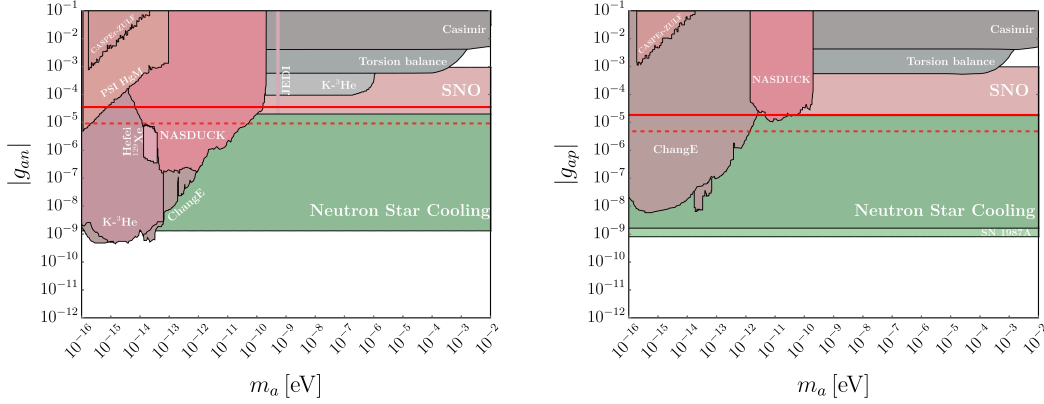 10⁻¹
10⁻²
10⁻³
10⁻⁴
10⁻⁵
10⁻⁶
10⁻⁷
10⁻⁸
10⁻⁹
10⁻¹⁰
10⁻¹¹
10⁻¹²
|g_{an}|
CASPEr-ZULF
PSI HgM
Hefei
¹²⁹Xe
NASDUCK
K-³He
ChangE
JEDI
Casimir
Torsion balance
K-³He
SNO
Neutron Star Cooling
10⁻¹⁶ 10⁻¹⁵ 10⁻¹⁴ 10⁻¹³ 10⁻¹² 10⁻¹¹ 10⁻¹⁰ 10⁻⁹ 10⁻⁸ 10⁻⁷ 10⁻⁶ 10⁻⁵ 10⁻⁴ 10⁻³ 10⁻²
m_a [eV]
10⁻¹
10⁻²
10⁻³
10⁻⁴
10⁻⁵
10⁻⁶
10⁻⁷
10⁻⁸
10⁻⁹
10⁻¹⁰
10⁻¹¹
10⁻¹²
|g_{ap}|
CASPEr-ZULF
NASDUCK
ChangE
Casimir
Torsion balance
SNO
Neutron Star Cooling
SN 1987A
10⁻¹⁶ 10⁻¹⁵ 10⁻¹⁴ 10⁻¹³ 10⁻¹² 10⁻¹¹ 10⁻¹⁰ 10⁻⁹ 10⁻⁸ 10⁻⁷ 10⁻⁶ 10⁻⁵ 10⁻⁴ 10⁻³ 10⁻²
m_a [eV]